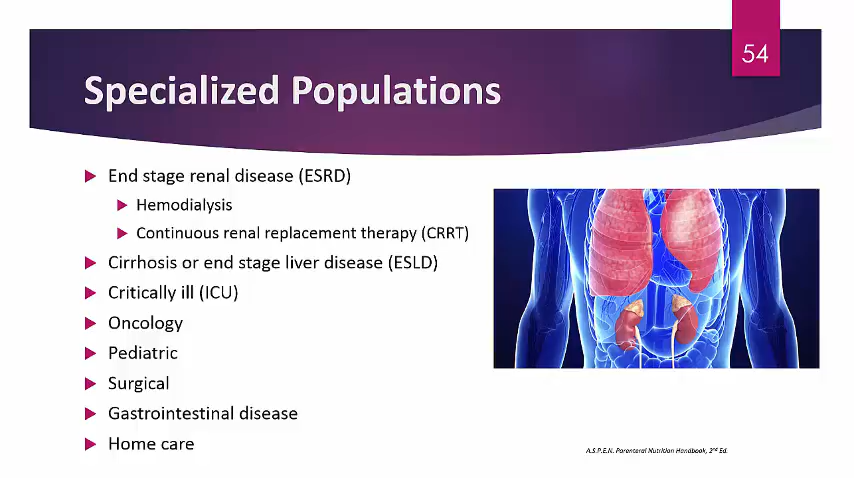 54
Specialized Populations
End stage renal disease (ESRD)
Hemodialysis
Continuous renal replacement therapy (CRRT)
Cirrhosis or end stage liver disease (ESLD)
Critically ill (ICU)
Oncology
Pediatric
Surgical
Gastrointestinal disease
Home care
A.S.P.E.N. Parenteral Nutrition Handbook, 2nd Ed.